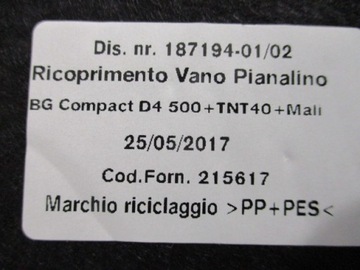 Dis. nr. 187194-01/02
Ricoprimento Vano Pianalino
BG Compact D4 500+TNT40+Mali
25/05/2017
Cod.Forn. 215617
Marchio riciclaggio >PP+PES<